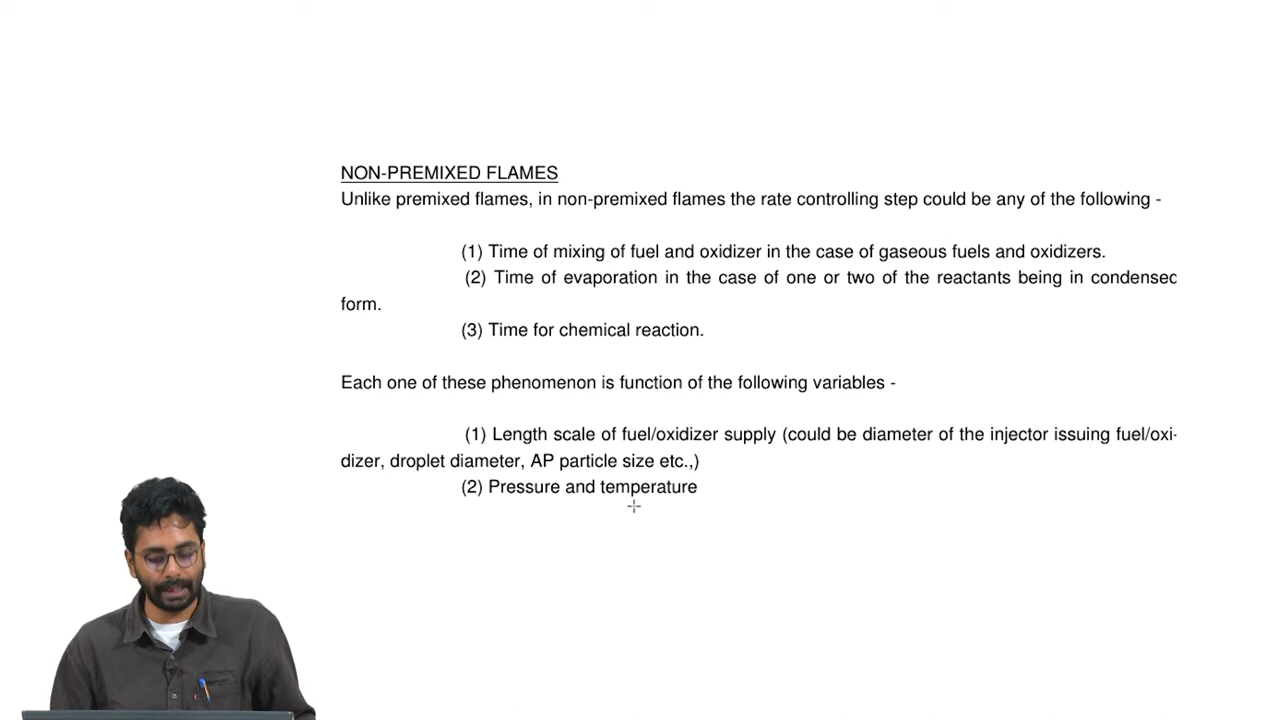 NON-PREMIXED FLAMES
Unlike premixed flames, in non-premixed flames the rate controlling step could be any of the following -
(1) Time of mixing of fuel and oxidizer in the case of gaseous fuels and oxidizers.
(2) Time of evaporation in the case of one or two of the reactants being in condensed
form.
(3) Time for chemical reaction.
Each one of these phenomenon is function of the following variables -
(1) Length scale of fuel/oxidizer supply (could be diameter of the injector issuing fuel/oxi-
dizer, droplet diameter, AP particle size etc.,)
(2) Pressure and temperature